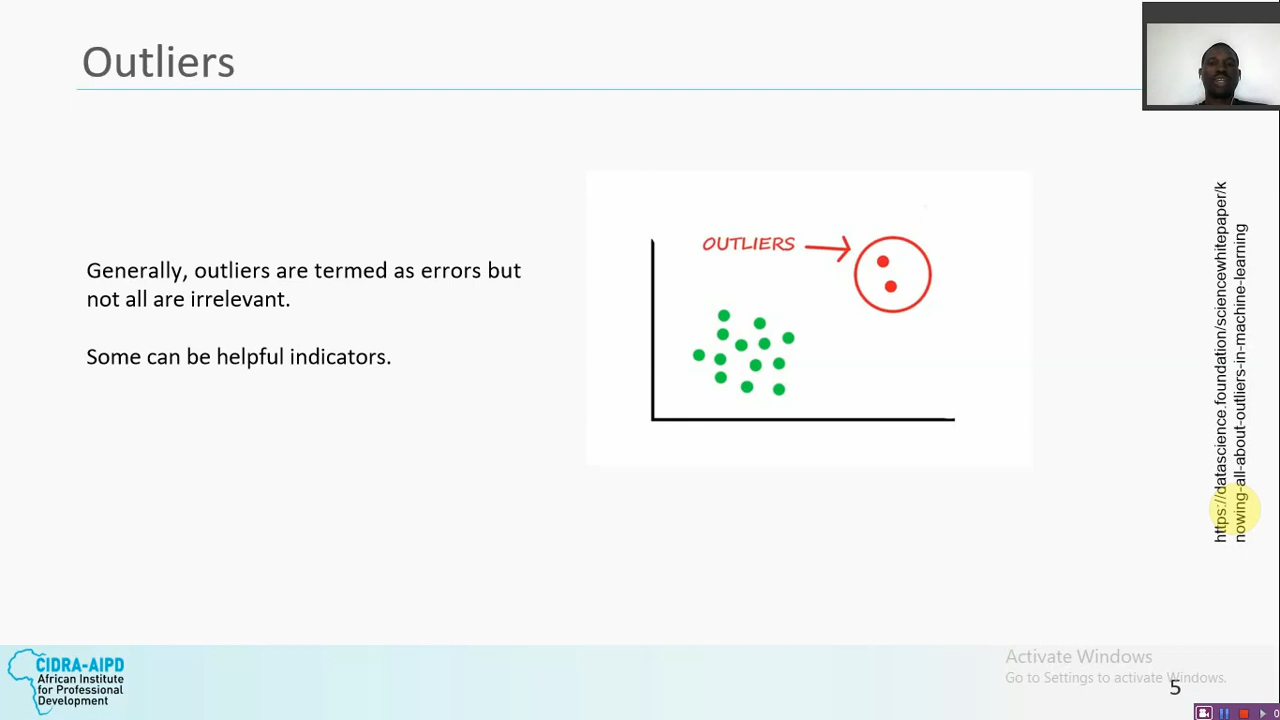 Outliers
Generally, outliers are termed as errors but
not all are irrelevant.
Some can be helpful indicators.
OUTLIERS
https://datascience.foundation/sciencewhitepaper/k
nowing-all-about-outliers-in-machine-learning
CIDRA-AIPD
African Institute
for Professional
Development
Activate Windows
Go to Settings to activate Windows.
5
0